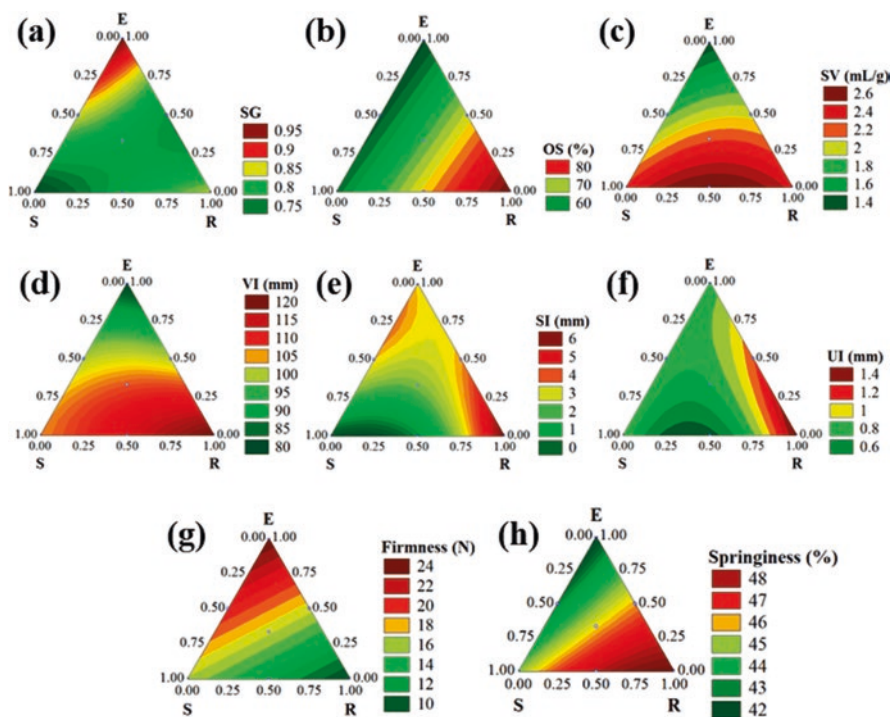 (a)
E
0.00 1.00
0.25 0.75
0.50 0.50
0.75 0.25
1.00 0.00
0.00 0.25 0.50 0.75 1.00
S R
SG
0.95
0.9
0.85
0.8
0.75
(b)
E
0.00 1.00
0.25 0.75
0.50 0.50
0.75 0.25
1.00 0.00
0.00 0.25 0.50 0.75 1.00
S R
OS (%)
80
70
60
(c)
E
0.00 1.00
0.25 0.75
0.50 0.50
0.75 0.25
1.00 0.00
0.00 0.25 0.50 0.75 1.00
S R
SV (mL/g)
2.6
2.4
2.2
2
1.8
1.6
1.4
(d)
E
0.00 1.00
0.25 0.75
0.50 0.50
0.75 0.25
1.00 0.00
0.00 0.25 0.50 0.75 1.00
S R
VI (mm)
120
115
110
105
100
95
90
85
80
(e)
E
0.00 1.00
0.25 0.75
0.50 0.50
0.75 0.25
1.00 0.00
0.00 0.25 0.50 0.75 1.00
S R
SI (mm)
6
5
4
3
2
1
0
(f)
E
0.00 1.00
0.25 0.75
0.50 0.50
0.75 0.25
1.00 0.00
0.00 0.25 0.50 0.75 1.00
S R
UI (mm)
1.4
1.2
1
0.8
0.6
(g)
E
0.00 1.00
0.25 0.75
0.50 0.50
0.75 0.25
1.00 0.00
0.00 0.25 0.50 0.75 1.00
S R
Firmness (N)
24
22
20
18
16
14
12
10
(h)
E
0.00 1.00
0.25 0.75
0.50 0.50
0.75 0.25
1.00 0.00
0.00 0.25 0.50 0.75 1.00
S R
Springiness (%)
48
47
46
45
44
43
42